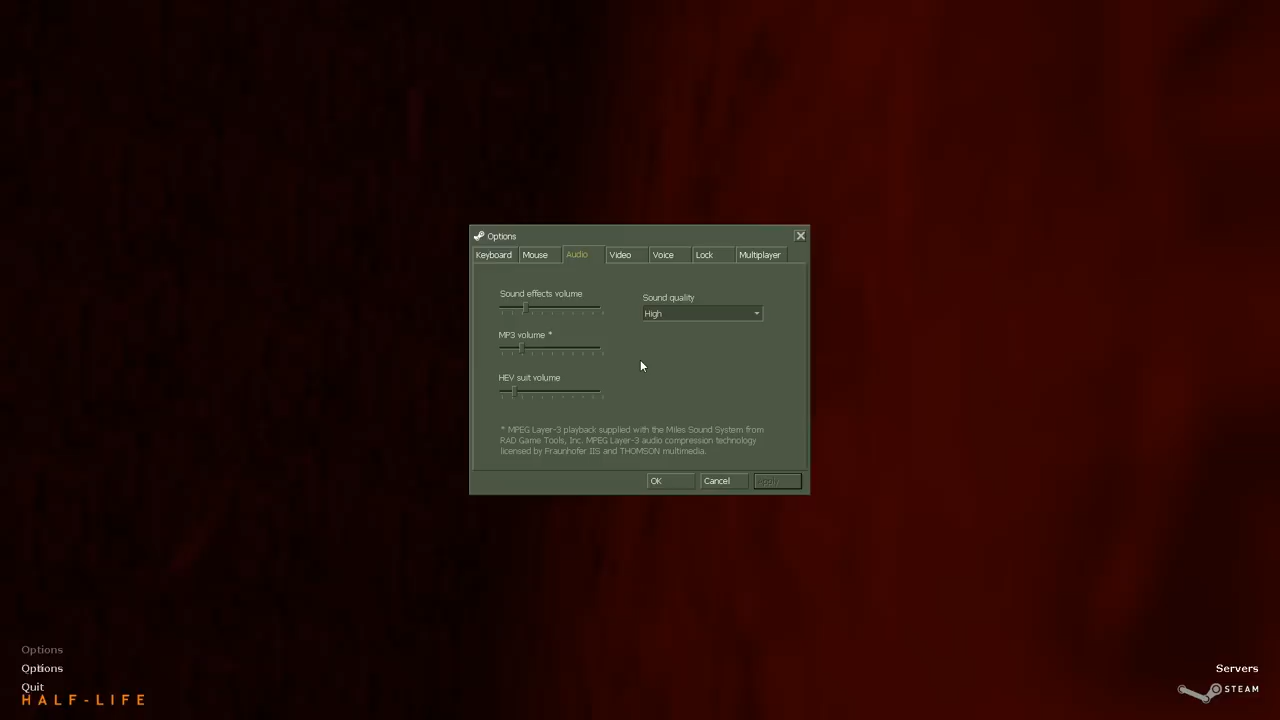 Options
Keyboard Mouse Audio Video Voice Lock Multiplayer
Sound effects volume
Sound quality
High
MP3 volume *
HEV suit volume
* MPEG Layer-3 playback supplied with the Miles Sound System from
RAD Game Tools, Inc. MPEG Layer-3 audio compression technology
licensed by Fraunhofer IIS and THOMSON multimedia.
OK Cancel Apply
Options
Options
Quit
HALF-LIFE
Servers
STEAM